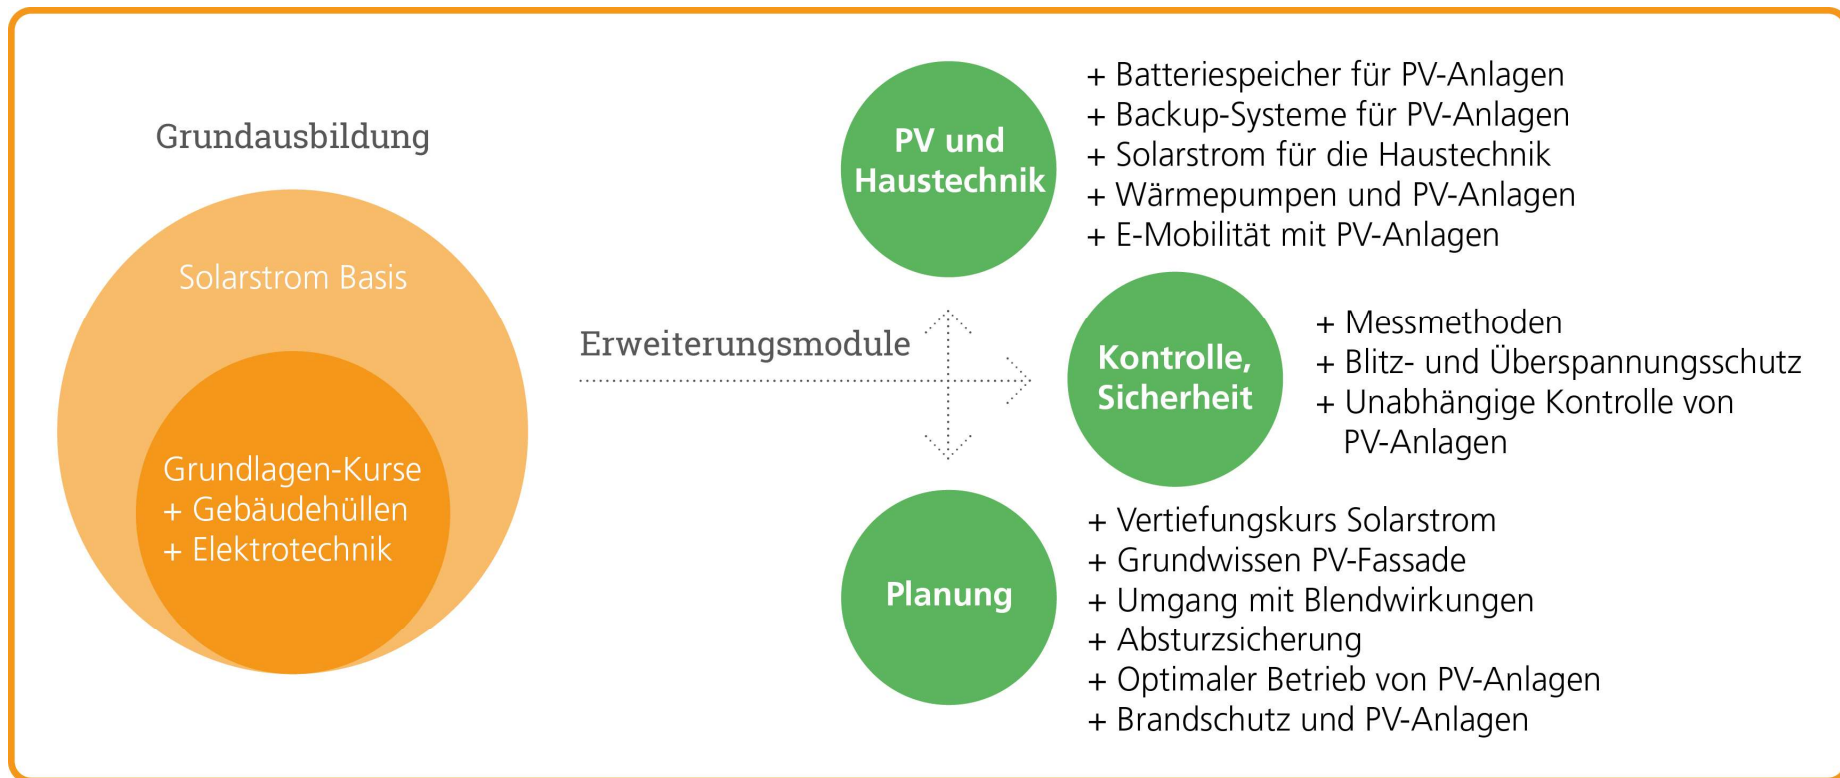 Grundausbildung
Solarstrom Basis
Grundlagen-Kurse
+ Gebäudehüllen
+ Elektrotechnik
Erweiterungsmodule
PV und
Haustechnik
+ Batteriespeicher für PV-Anlagen
+ Backup-Systeme für PV-Anlagen
+ Solarstrom für die Haustechnik
+ Wärmepumpen und PV-Anlagen
+ E-Mobilität mit PV-Anlagen
Kontrolle,
Sicherheit
+ Messmethoden
+ Blitz- und Überspannungsschutz
+ Unabhängige Kontrolle von
PV-Anlagen
Planung
+ Vertiefungskurs Solarstrom
+ Grundwissen PV-Fassade
+ Umgang mit Blendwirkungen
+ Absturzsicherung
+ Optimaler Betrieb von PV-Anlagen
+ Brandschutz und PV-Anlagen